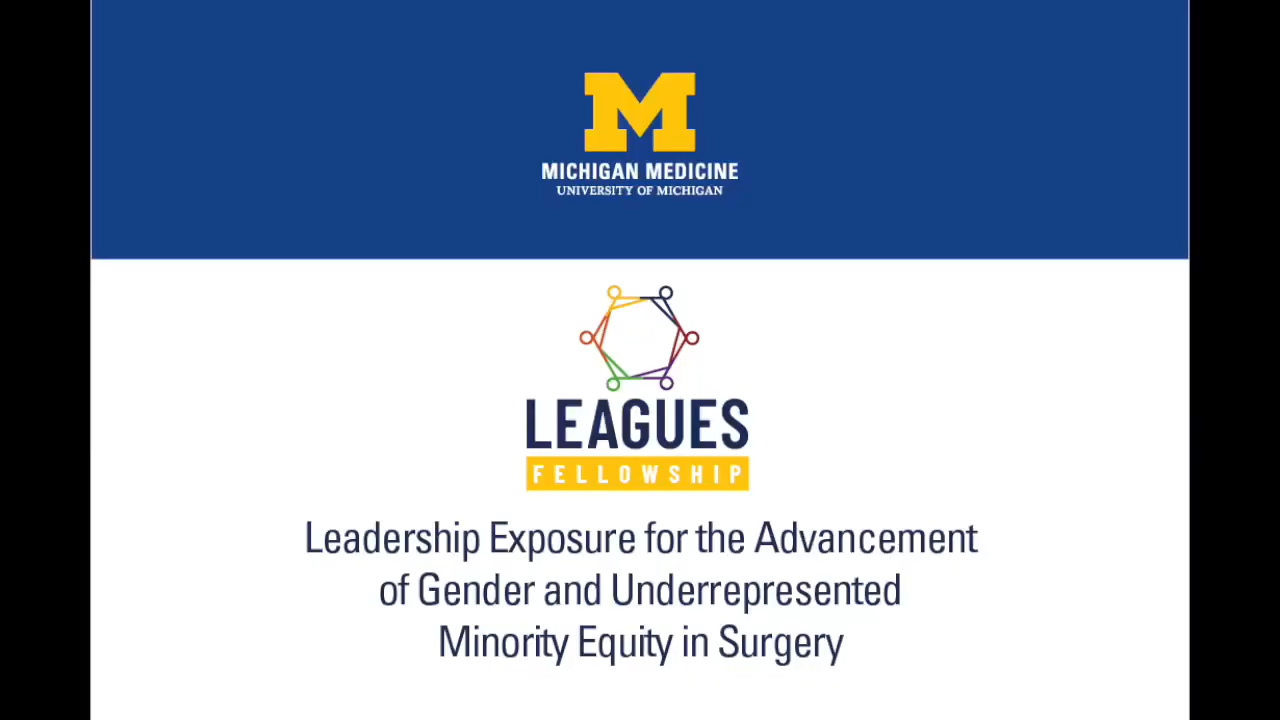 M
MICHIGAN MEDICINE
UNIVERSITY OF MICHIGAN
LEAGUES
FELLOWSHIP
Leadership Exposure for the Advancement
of Gender and Underrepresented
Minority Equity in Surgery